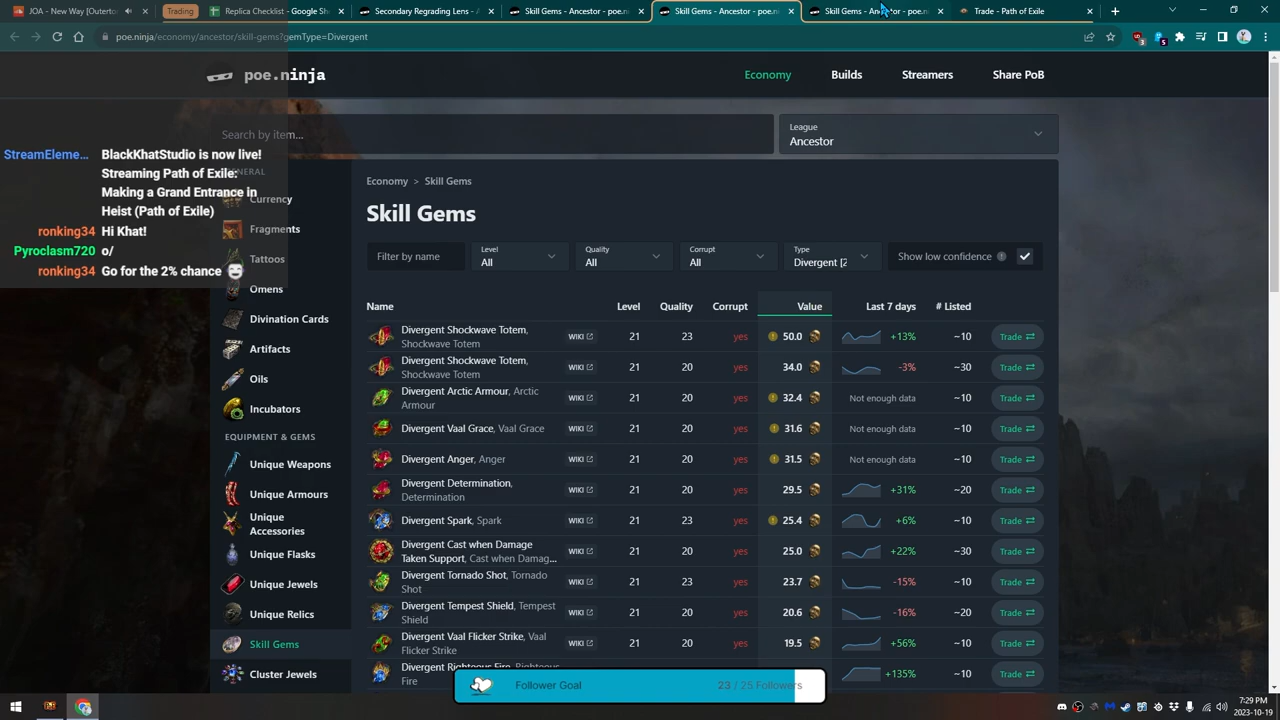 JOA - New Way (Outertone
Trading
Replica Checklist - Google She
Secondary Regrading Lens - A
Skill Gems - Ancestor - poe.ni
Skill Gems - Ancestor - poe.ni
Skill Gems - Ancestor - poe.ni
Trade - Path of Exile
poe.ninja/economy/ancestor/skill-gems?gemType=Divergent
poe.ninja
Economy
Builds
Streamers
Share PoB
Search by item...
League
Ancestor
StreamEleme… BlackKhatStudio is now live!
Streaming Path of Exile:
Making a Grand Entrance in
Heist (Path of Exile)
ronking34 Hi Khat!
Pyroclasm720 o/
ronking34 Go for the 2% chance
Currency
Fragments
Tattoos
Omens
Divination Cards
Artifacts
Oils
Incubators
EQUIPMENT & GEMS
Unique Weapons
Unique Armours
Unique
Accessories
Unique Flasks
Unique Jewels
Unique Relics
Skill Gems
Cluster Jewels
Economy > Skill Gems
Skill Gems
Filter by name
Level
All
Quality
All
Corrupt
All
Type
Divergent [2
Show low confidence
Name Level Quality Corrupt Value Last 7 days # Listed
Divergent Shockwave Totem,
Shockwave Totem WIKI 21 23 yes 50.0 +13% ~10 Trade
Divergent Shockwave Totem,
Shockwave Totem WIKI 21 20 yes 34.0 -3% ~30 Trade
Divergent Arctic Armour, Arctic
Armour WIKI 21 20 yes 32.4 Not enough data ~10 Trade
Divergent Vaal Grace, Vaal Grace WIKI 21 20 yes 31.6 Not enough data ~10 Trade
Divergent Anger, Anger WIKI 21 20 yes 31.5 Not enough data ~10 Trade
Divergent Determination,
Determination WIKI 21 20 yes 29.5 +31% ~20 Trade
Divergent Spark, Spark WIKI 21 23 yes 25.4 +6% ~10 Trade
Divergent Cast when Damage
Taken Support, Cast when Damag... WIKI 21 20 yes 25.0 +22% ~30 Trade
Divergent Tornado Shot, Tornado
Shot WIKI 21 23 yes 23.7 -15% ~10 Trade
Divergent Tempest Shield, Tempest
Shield WIKI 21 20 yes 20.6 -16% ~20 Trade
Divergent Vaal Flicker Strike, Vaal
Flicker Strike WIKI 21 20 yes 19.5 +56% ~10 Trade
Divergent Righteous Fire, Righteous
Fire +135% ~10 Trade
Follower Goal 23 / 25 Followers
7:29 PM
2023-10-19